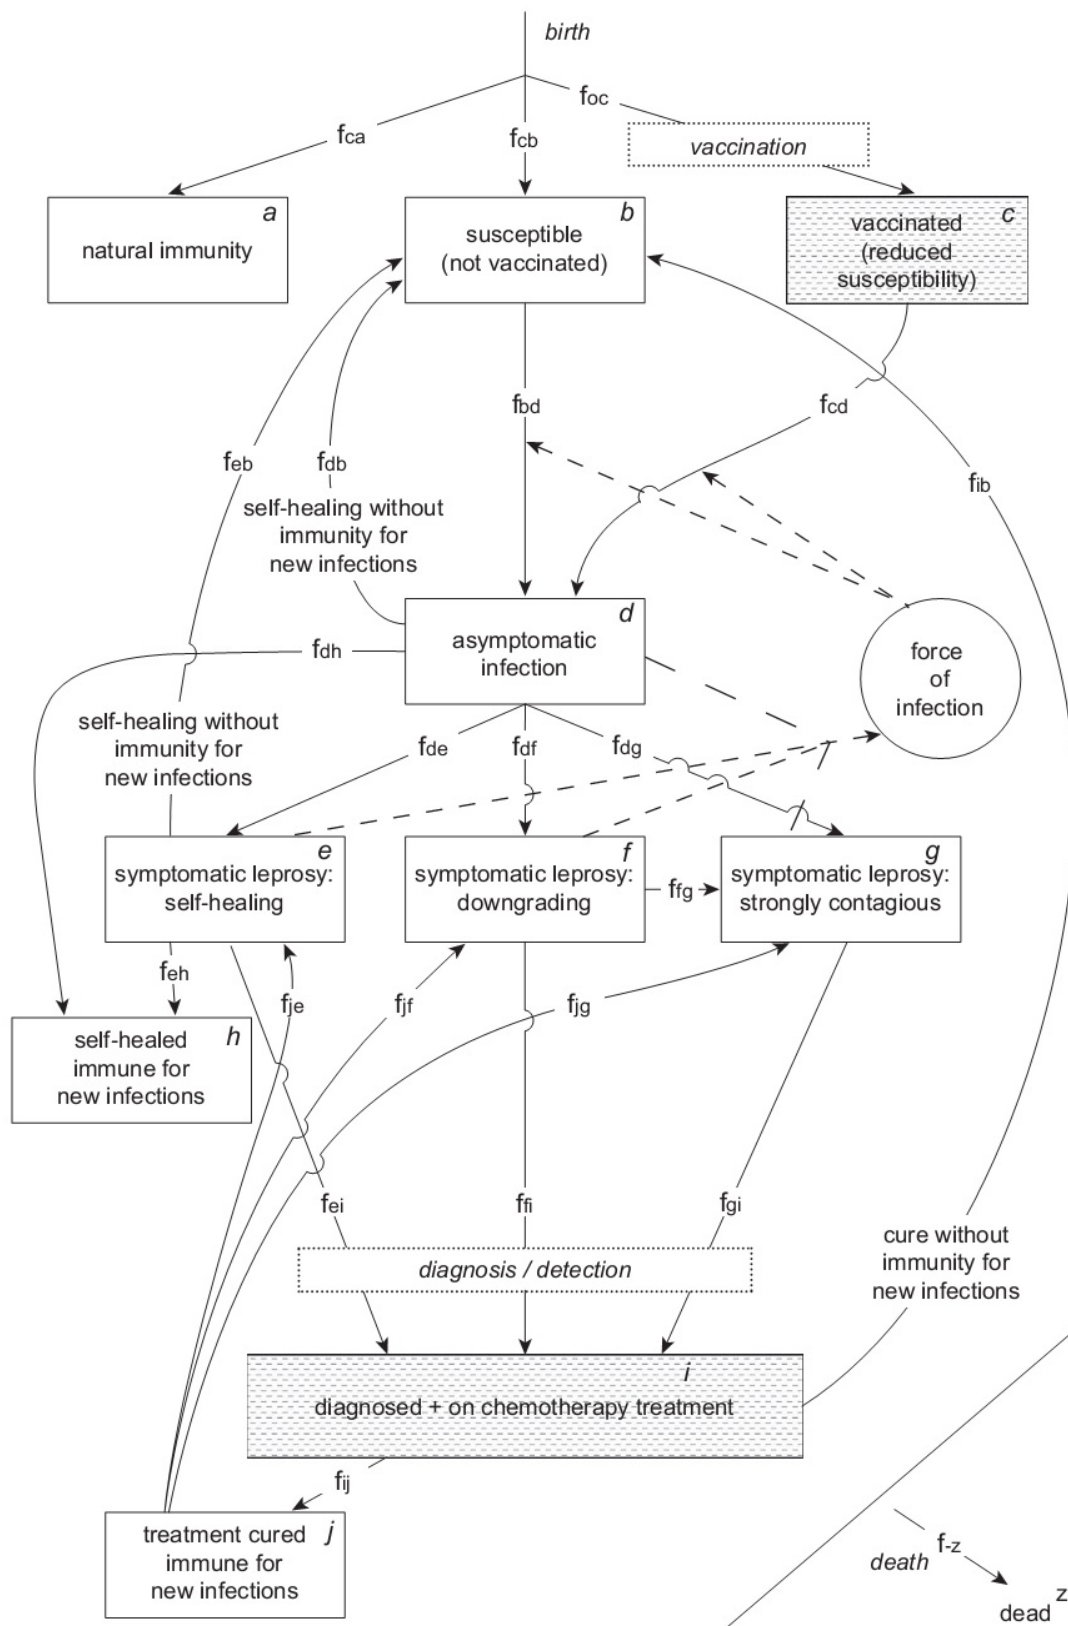 birth
foc
fca
fcb
vaccination
a
natural immunity
b
susceptible
(not vaccinated)
c
vaccinated
(reduced
susceptibility)
fbd
fcd
feb
fdb
fib
self-healing without
immunity for
new infections
d
asymptomatic
infection
force
of
infection
fdh
self-healing without
immunity for
new infections
fde
fdf
fdg
e
symptomatic leprosy:
self-healing
f
symptomatic leprosy:
downgrading
ffg
g
symptomatic leprosy:
strongly contagious
feh
fje
fjf
fjg
h
self-healed
immune for
new infections
fei
ffi
fgi
diagnosis / detection
cure without
immunity for
new infections
i
diagnosed + on chemotherapy treatment
fij
j
treatment cured
immune for
new infections
f-z
death
z
dead